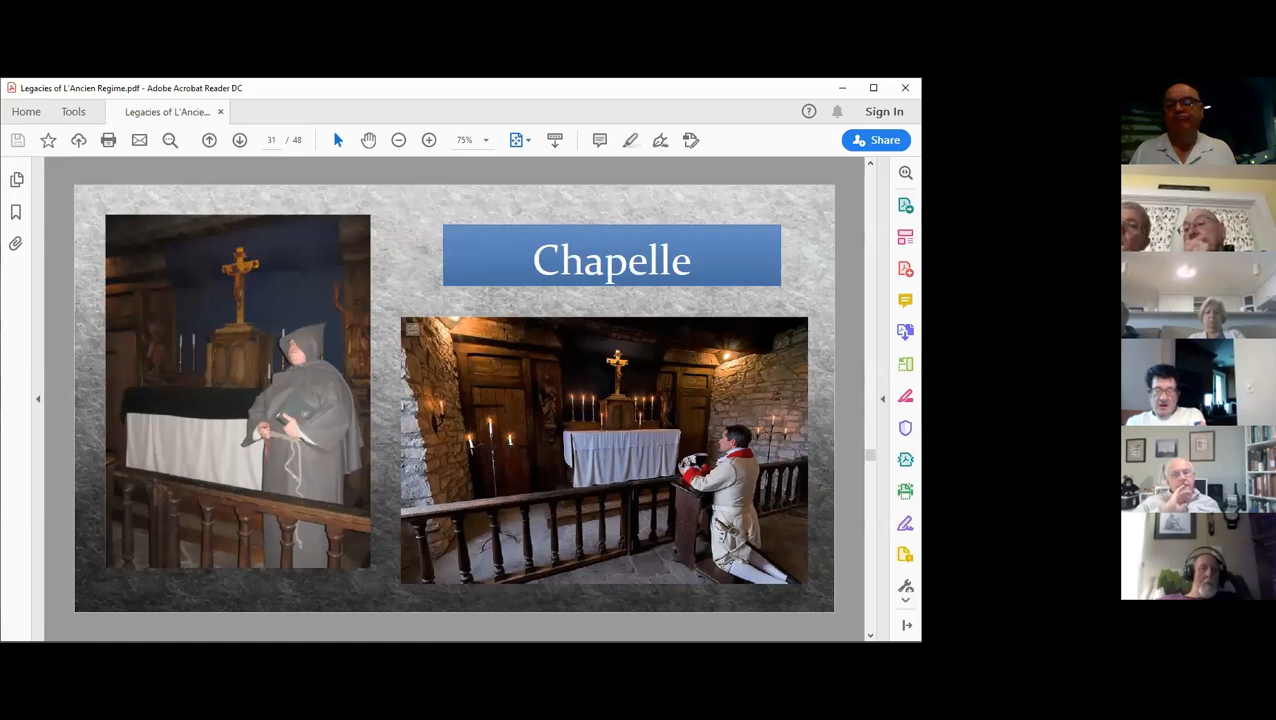 Legacies of L'Ancien Regime.pdf - Adobe Acrobat Reader DC
Home
Tools
Legacies of L'Ancie...
Sign In
31 / 48
75%
Share
Chapelle